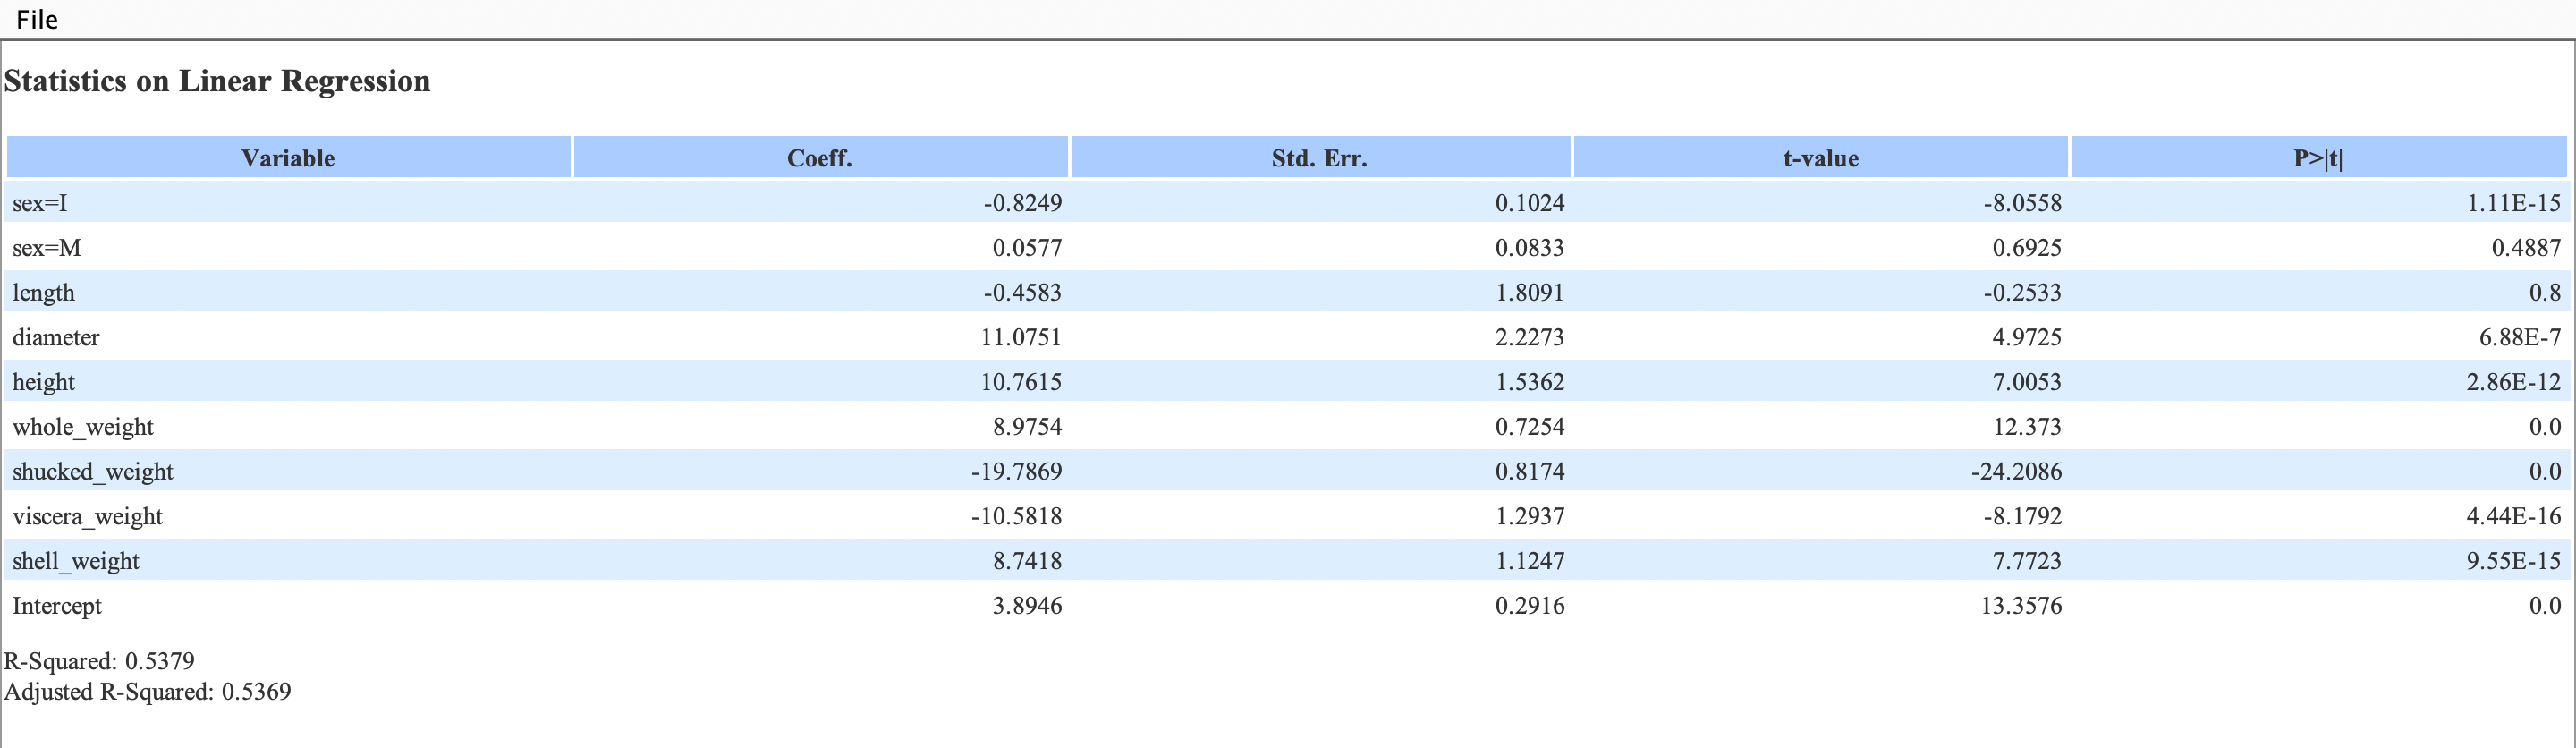 File
Statistics on Linear Regression
Variable Coeff. Std. Err. t-value P>|t|
sex=I -0.8249 0.1024 -8.0558 1.11E-15
sex=M 0.0577 0.0833 0.6925 0.4887
length -0.4583 1.8091 -0.2533 0.8
diameter 11.0751 2.2273 4.9725 6.88E-7
height 10.7615 1.5362 7.0053 2.86E-12
whole_weight 8.9754 0.7254 12.373 0.0
shucked_weight -19.7869 0.8174 -24.2086 0.0
viscera_weight -10.5818 1.2937 -8.1792 4.44E-16
shell_weight 8.7418 1.1247 7.7723 9.55E-15
Intercept 3.8946 0.2916 13.3576 0.0
R-Squared: 0.5379
Adjusted R-Squared: 0.5369